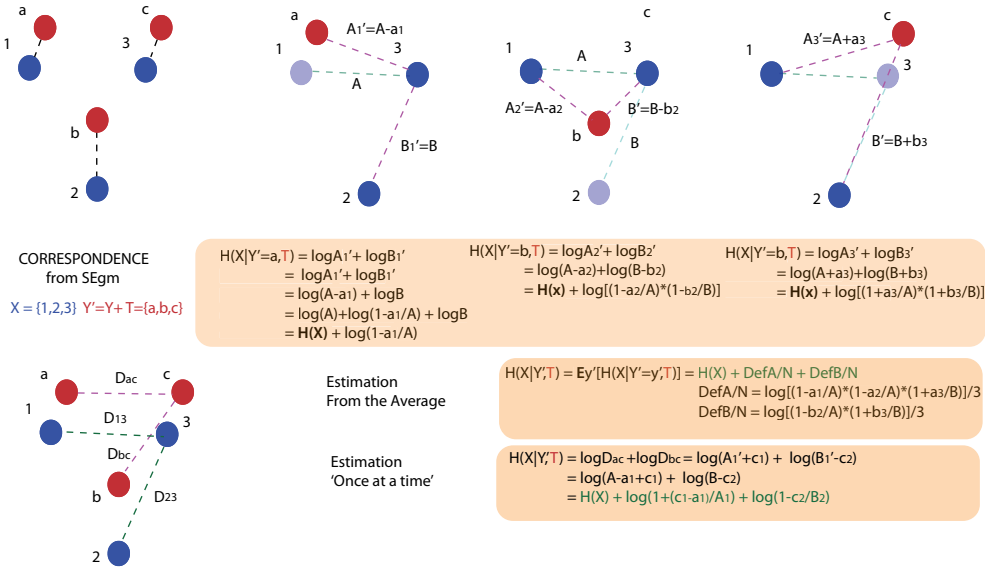 a
c
1
3
b
2
a
A1'=A-a1
1
3
A
B1'=B
2
c
1
3
A
A2'=A-a2
B'=B-b2
b
B
2
c
A3'=A+a3
1
3
B'=B+b3
2
CORRESPONDENCE
from SEgm
X = {1,2,3} Y'=Y+ T={a,b,c}
H(X|Y'=a,T) = logA1'+ logB1'
= logA1'+ logB1'
= log(A-a1) + logB
= log(A)+log(1-a1/A) + logB
= H(X) + log(1-a1/A)
H(X|Y'=b,T) = logA2'+ logB2'
= log(A-a2)+log(B-b2)
= H(x) + log[(1-a2/A)*(1-b2/B)]
H(X|Y'=b,T) = logA3'+ logB3'
= log(A+a3)+log(B+b3)
= H(x) + log[(1+a3/A)*(1+b3/B)]
a
Dac
c
1
D13
3
Dbc
b
D23
2
Estimation
From the Average
H(X|Y',T) = Ey'[H(X|Y'=y',T)] = H(X) + DefA/N + DefB/N
DefA/N = log[(1-a1/A)*(1-a2/A)*(1+a3/B)]/3
DefB/N = log[(1-b2/A)*(1+b3/B)]/3
Estimation
'Once at a time'
H(X|Y',T) = logDac +logDbc = log(A1'+c1) + log(B1'-c2)
= log(A-a1+c1) + log(B-c2)
= H(X) + log(1+(c1-a1)/A1) + log(1-c2/B2)